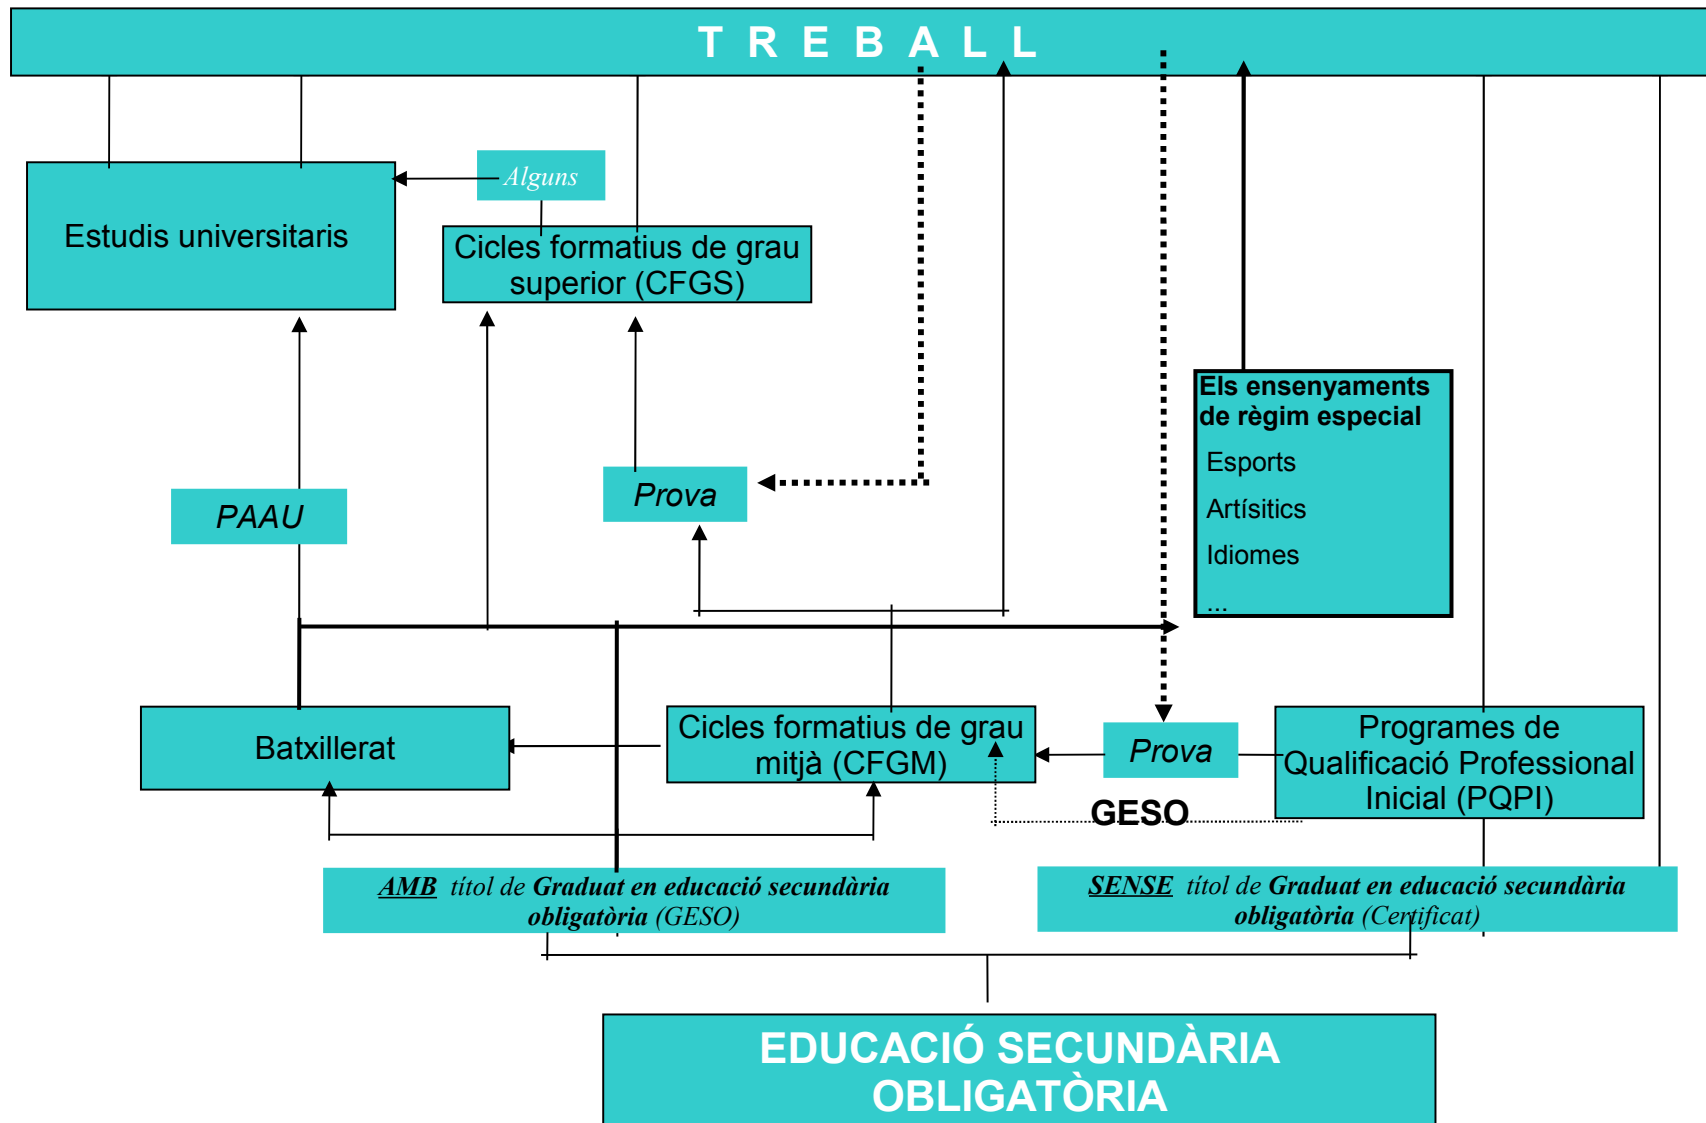 T R E B A L L
Alguns
Estudis universitaris
Cicles formatius de grau
superior (CFGS)
Els ensenyaments
de règim especial
Esports
Artísitics
Idiomes
...
Prova
PAAU
Batxillerat
Cicles formatius de grau
mitjà (CFGM)
Prova
Programes de
Qualificació Professional
Inicial (PQPI)
GESO
AMB títol de Graduat en educació secundària
obligatòria (GESO)
SENSE títol de Graduat en educació secundària
obligatòria (Certificat)
EDUCACIÓ SECUNDÀRIA
OBLIGATÒRIA